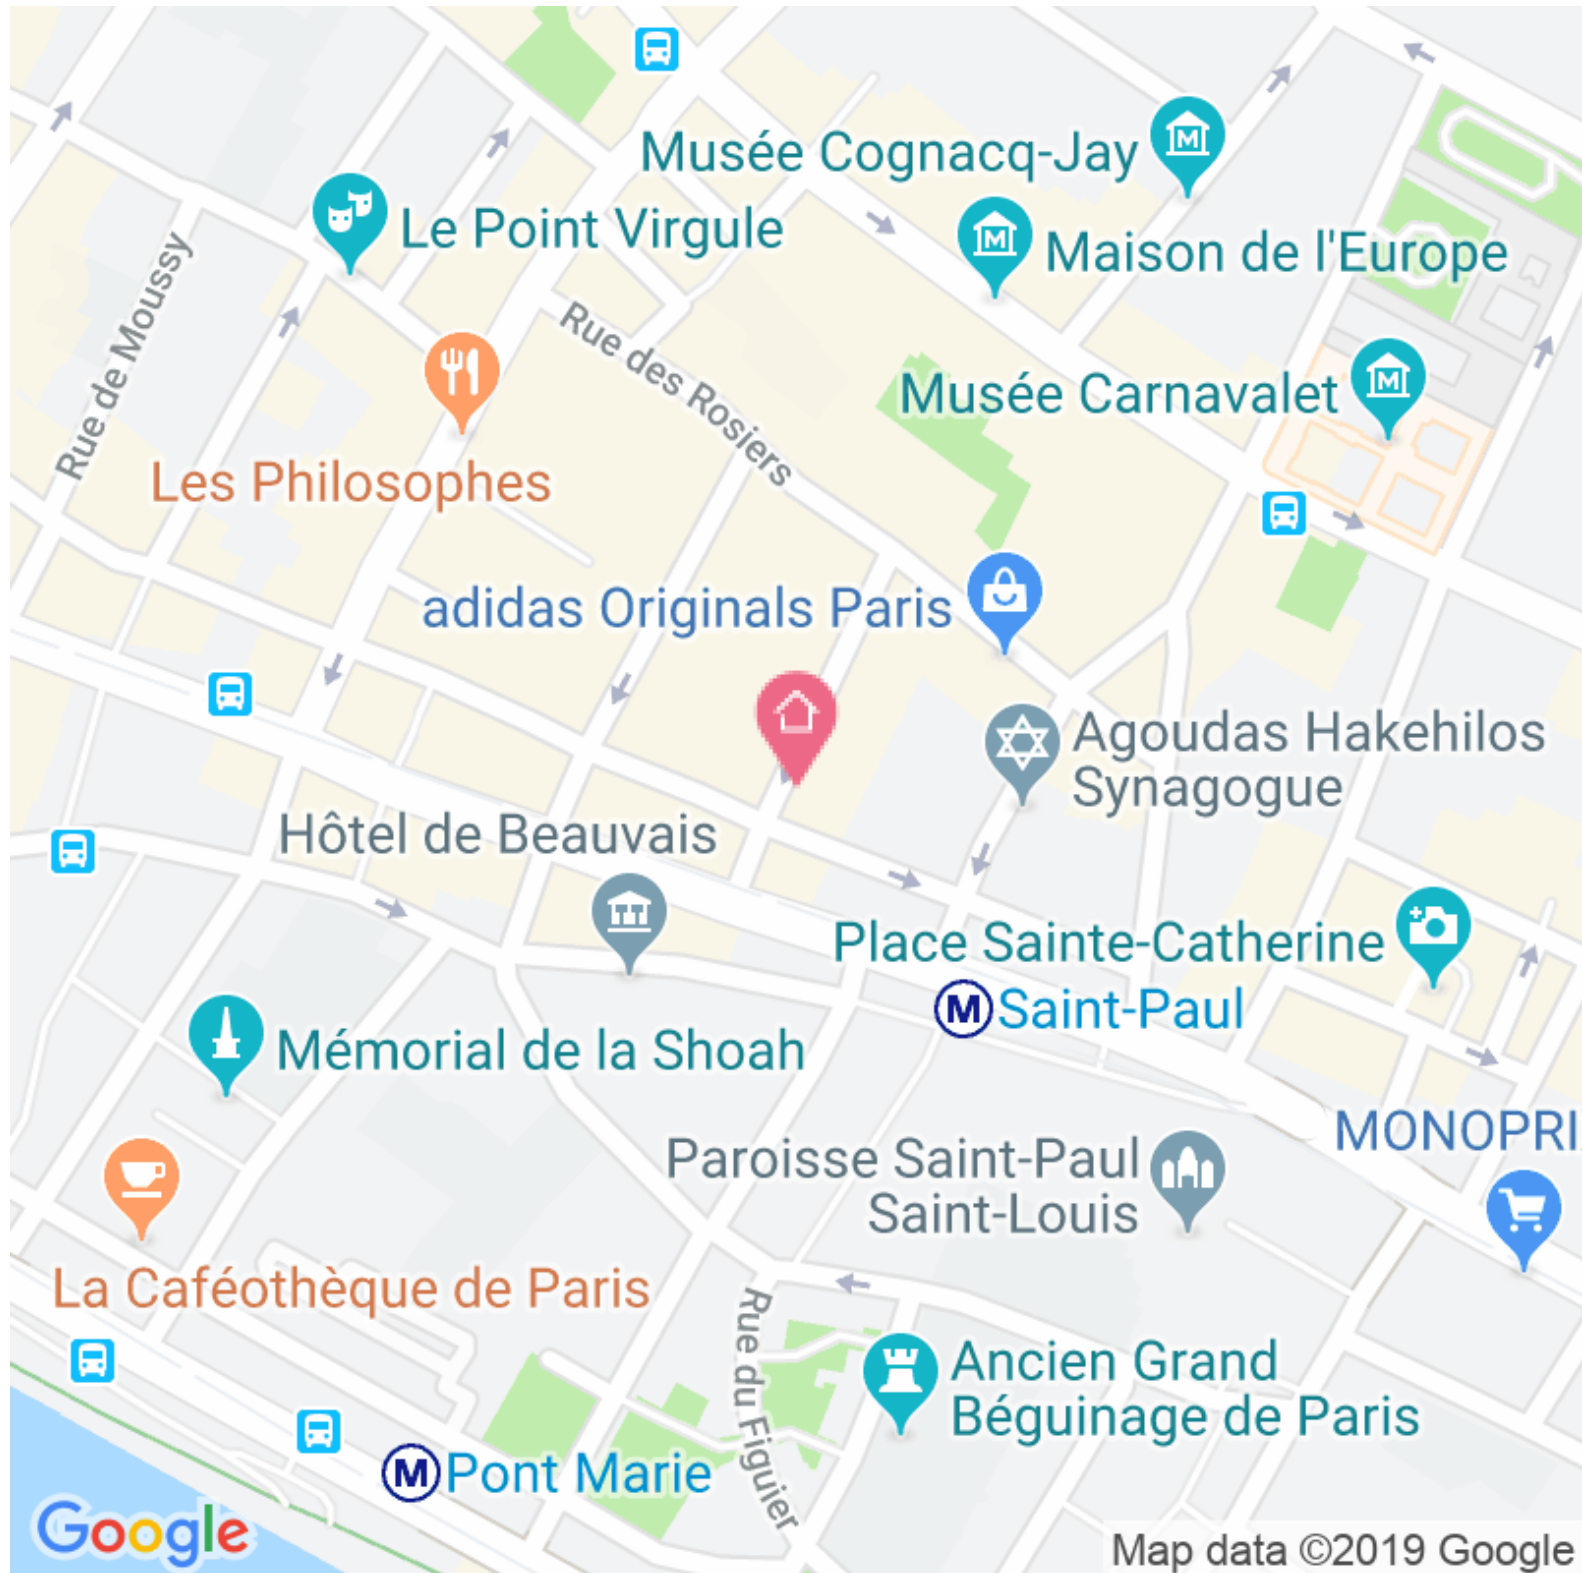 Musée Cognacq-Jay
Le Point Virgule
Maison de l'Europe
Rue de Moussy
Rue des Rosiers
Musée Carnavalet
Les Philosophes
adidas Originals Paris
Agoudas Hakehilos
Synagogue
Hôtel de Beauvais
Place Sainte-Catherine
M Saint-Paul
Mémorial de la Shoah
MONOPRI
Paroisse Saint-Paul
Saint-Louis
La Caféothèque de Paris
Rue du Figuier
Ancien Grand
Béguinage de Paris
M Pont Marie
Google
Map data ©2019 Google